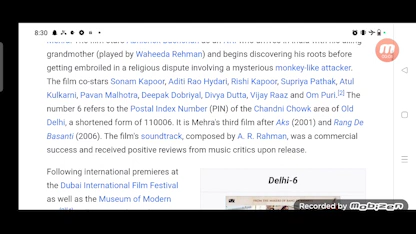 8:30
grandmother (played by Waheeda Rehman) and begins discovering his roots before
getting embroiled in a religious dispute involving a mysterious monkey-like attacker.
The film co-stars Sonam Kapoor, Aditi Rao Hydari, Rishi Kapoor, Supriya Pathak, Atul
Kulkarni, Pavan Malhotra, Deepak Dobriyal, Divya Dutta, Vijay Raaz and Om Puri.[2] The
number 6 refers to the Postal Index Number (PIN) of the Chandni Chowk area of Old
Delhi, a shortened form of 110006. It is Mehra's third film after Aks (2001) and Rang De
Basanti (2006). The film's soundtrack, composed by A. R. Rahman, was a commercial
success and received positive reviews from music critics upon release.
Following international premieres at
the Dubai International Film Festival
as well as the Museum of Modern
Delhi-6
Recorded by MOBIZEN